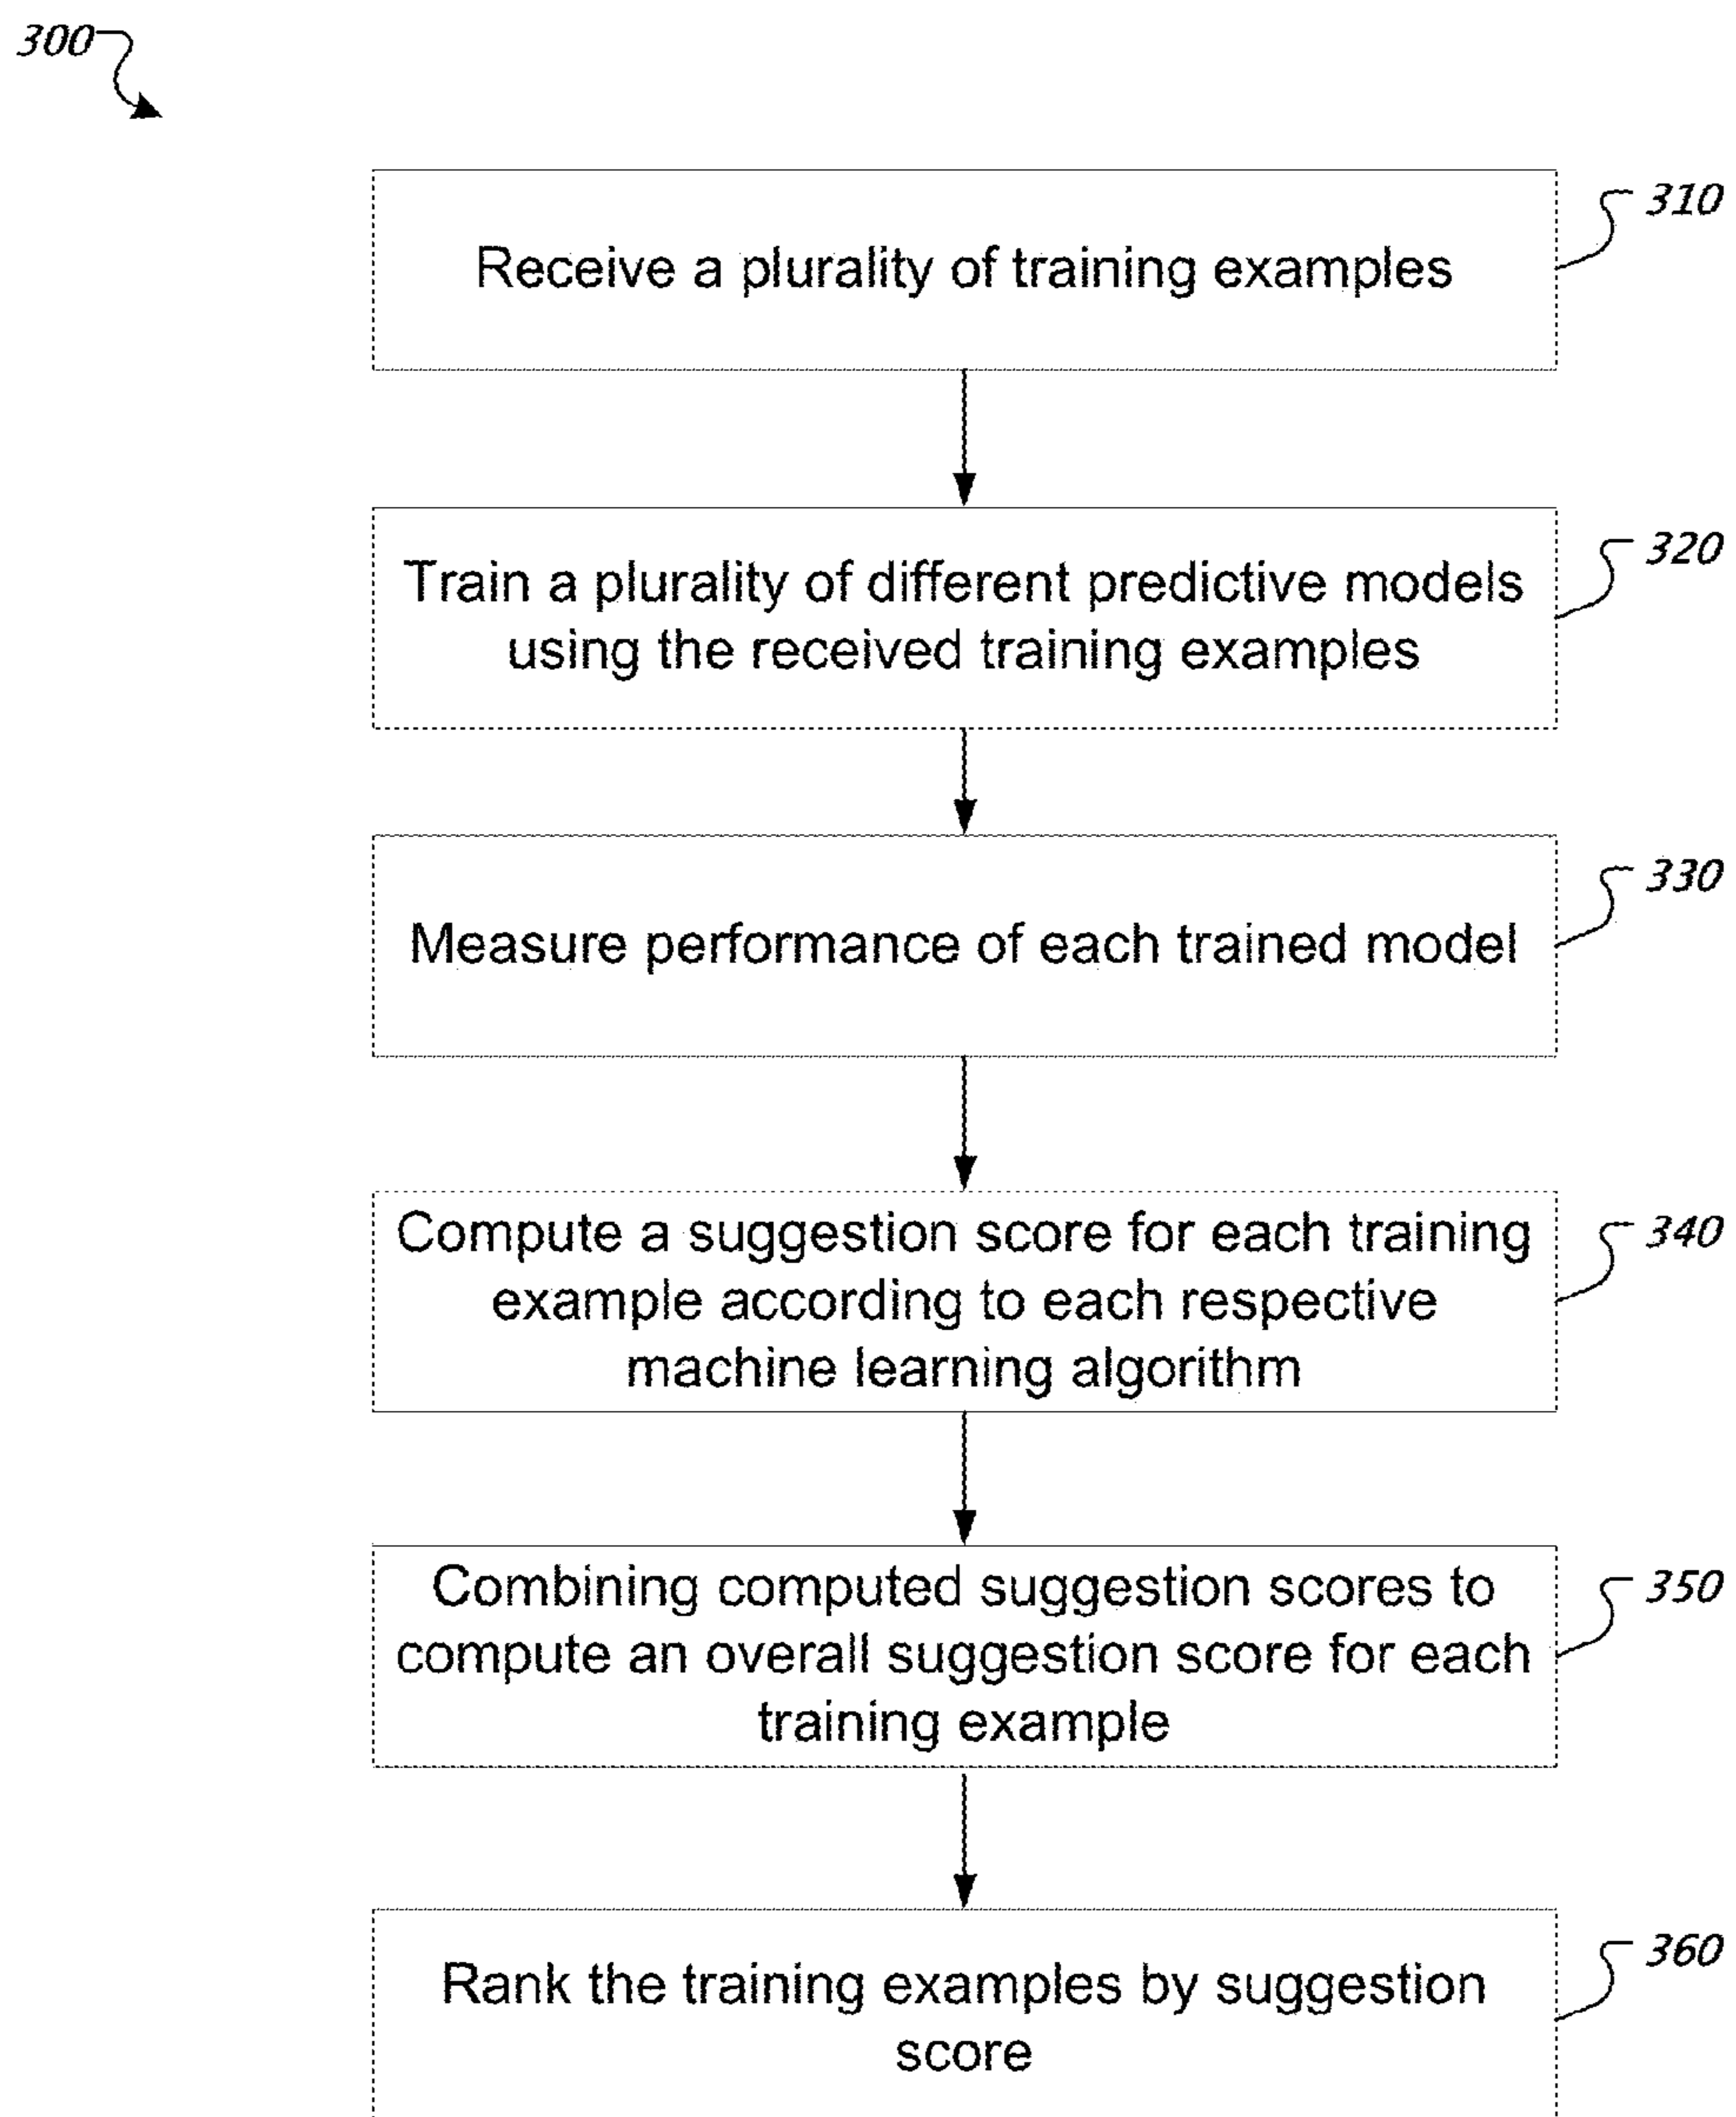 300
310
Receive a plurality of training examples
320
Train a plurality of different predictive models
using the received training examples
330
Measure performance of each trained model
340
Compute a suggestion score for each training
example according to each respective
machine learning algorithm
350
Combining computed suggestion scores to
compute an overall suggestion score for each
training example
360
Rank the training examples by suggestion
score